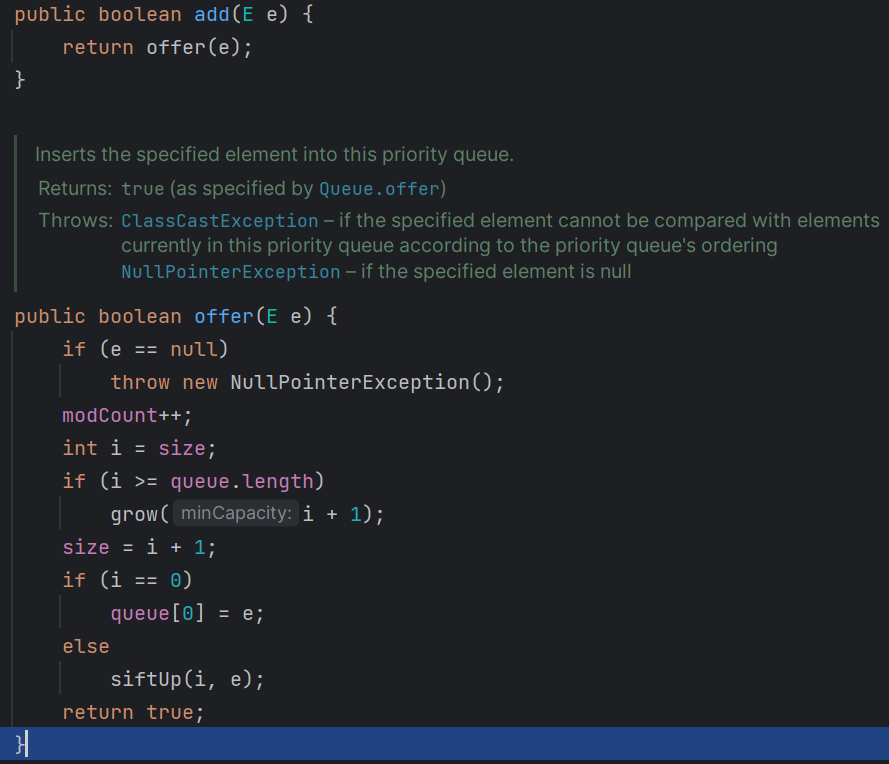 public boolean add(E e) {
    return offer(e);
}
Inserts the specified element into this priority queue.
Returns: true (as specified by Queue.offer)
Throws: ClassCastException – if the specified element cannot be compared with elements
currently in this priority queue according to the priority queue's ordering
NullPointerException – if the specified element is null
public boolean offer(E e) {
    if (e == null)
        throw new NullPointerException();
    modCount++;
    int i = size;
    if (i >= queue.length)
        grow( minCapacity: i + 1);
    size = i + 1;
    if (i == 0)
        queue[0] = e;
    else
        siftUp(i, e);
    return true;
}